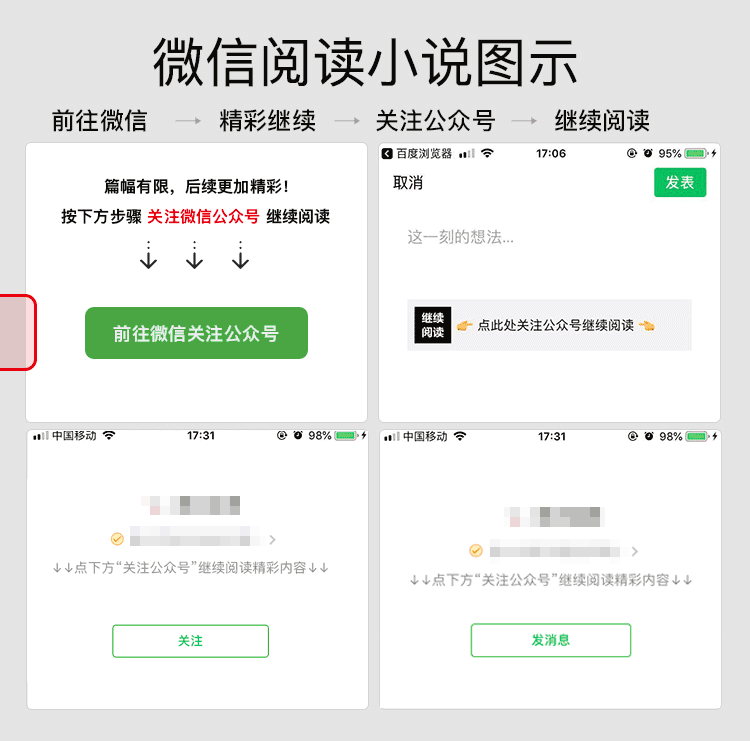 微信阅读小说图示
前往微信 → 精彩继续 → 关注公众号 → 继续阅读
篇幅有限，后续更加精彩！
按下方步骤 关注微信公众号 继续阅读
前往微信关注公众号
百度浏览器 17:06 95%
取消 发表
这一刻的想法...
继续
阅读
👉 点此处关注公众号继续阅读 👈
中国移动 17:31 98%
↓↓点下方“关注公众号”继续阅读精彩内容↓↓
关注
中国移动 17:31 98%
↓↓点下方“关注公众号”继续阅读精彩内容↓↓
发消息